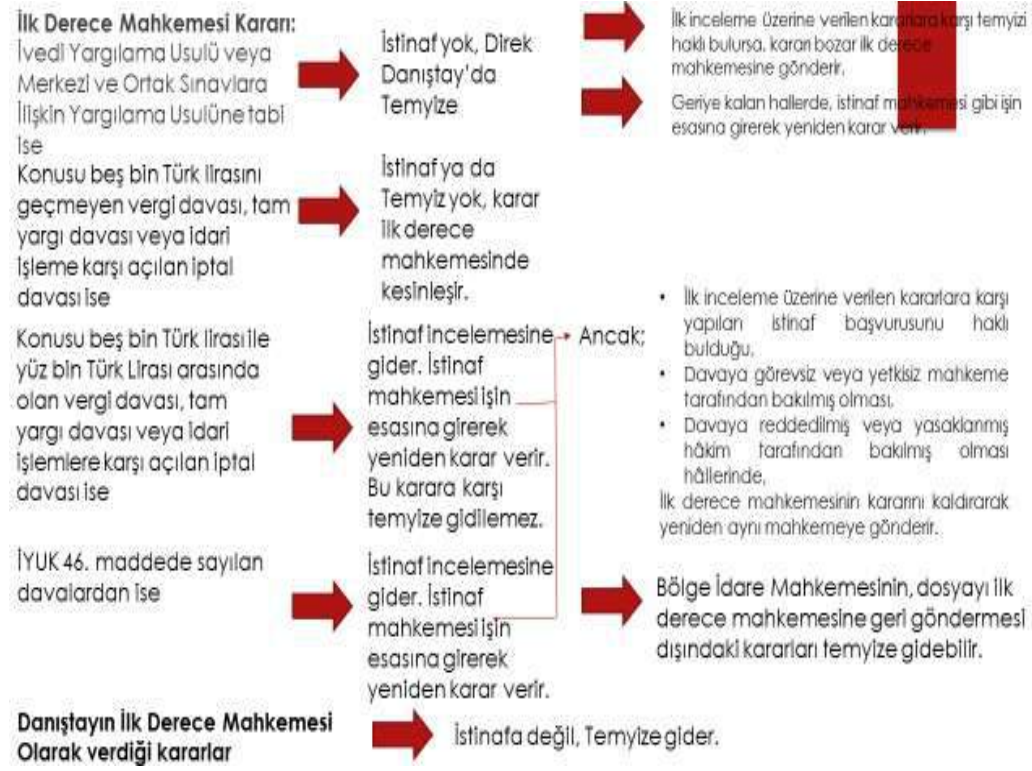 İlk Derece Mahkemesi Kararı:
İvedi Yargılama Usulü veya
Merkezi ve Ortak Sınavlara
İlişkin Yargılama Usulüne tabi
ise
İstinaf yok, Direk
Danıştay'da
Temyize
İlk inceleme üzerine verilen kararlara karşı temyizi
haklı bulursa, kararı bozar ilk derece
mahkemesine gönderir.
Geriye kalan hallerde, istinaf mahkemesi gibi işin
esasına girerek yeniden karar verir.
Konusu beş bin Türk lirasını
geçmeyen vergi davası, tam
yargı davası veya idari
işleme karşı açılan iptal
davası ise
İstinaf ya da
Temyiz yok, karar
ilk derece
mahkemesinde
kesinleşir.
Konusu beş bin Türk lirası ile
yüz bin Türk Lirası arasında
olan vergi davası, tam
yargı davası veya idari
işlemlere karşı açılan iptal
davası ise
İstinaf incelemesine
gider. İstinaf
mahkemesi işin
esasına girerek
yeniden karar verir.
Bu karara karşı
temyize gidilemez.
Ancak;
• İlk inceleme üzerine verilen kararlara karşı
yapılan istinaf başvurusunu haklı
bulduğu,
• Davaya görevsiz veya yetkisiz mahkeme
tarafından bakılmış olması,
• Davaya reddedilmiş veya yasaklanmış
hâkim tarafından bakılmış olması
hâllerinde,
İlk derece mahkemesinin kararını kaldırarak
yeniden aynı mahkemeye gönderir.
İYUK 46. maddede sayılan
davalardan ise
İstinaf incelemesine
gider. İstinaf
mahkemesi işin
esasına girerek
yeniden karar verir.
Bölge İdare Mahkemesinin, dosyayı ilk
derece mahkemesine geri göndermesi
dışındaki kararları temyize gidebilir.
Danıştayın İlk Derece Mahkemesi
Olarak verdiği kararlar
İstinafa değil, Temyize gider.